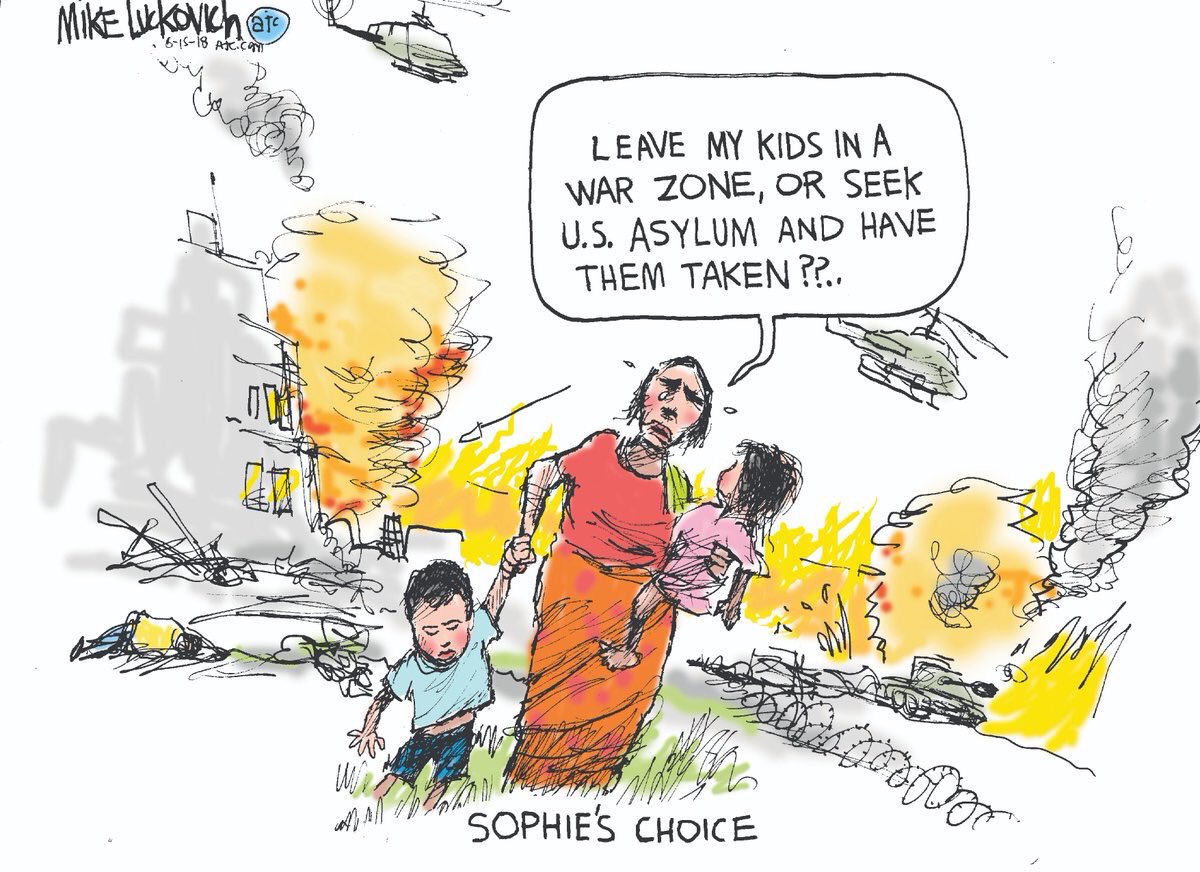 MIKE LUCKOVICH ajc
6-15-18 AJC.com
LEAVE MY KIDS IN A
WAR ZONE, OR SEEK
U.S. ASYLUM AND HAVE
THEM TAKEN??..
SOPHIE'S CHOICE